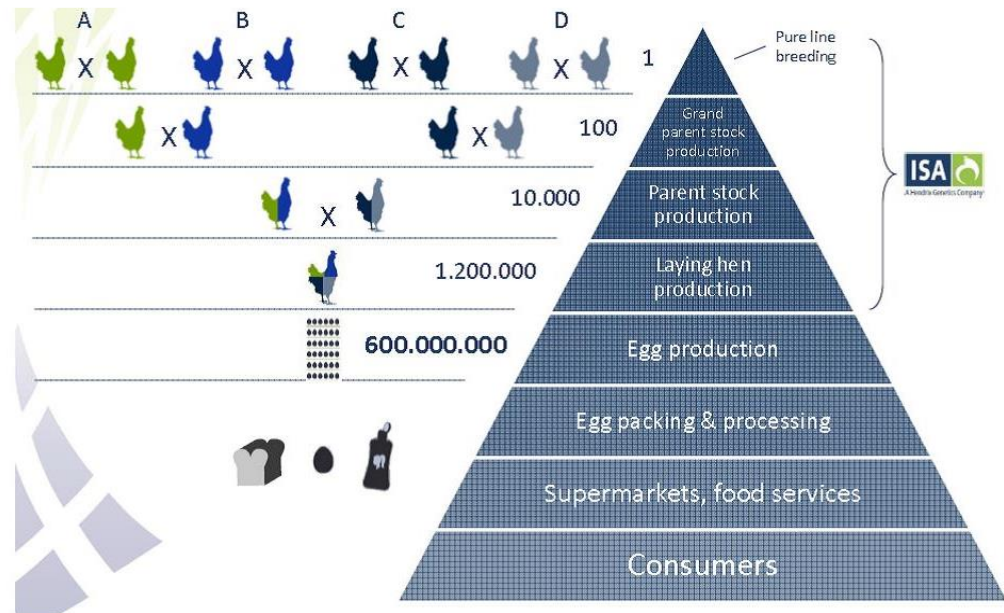 A B C D
X X X X 1
Pure line
breeding
X X 100
Grand
parent stock
production
ISA
A Hendrix Genetics Company
X 10.000
Parent stock
production
1.200.000
Laying hen
production
600.000.000
Egg production
Egg packing & processing
Supermarkets, food services
Consumers